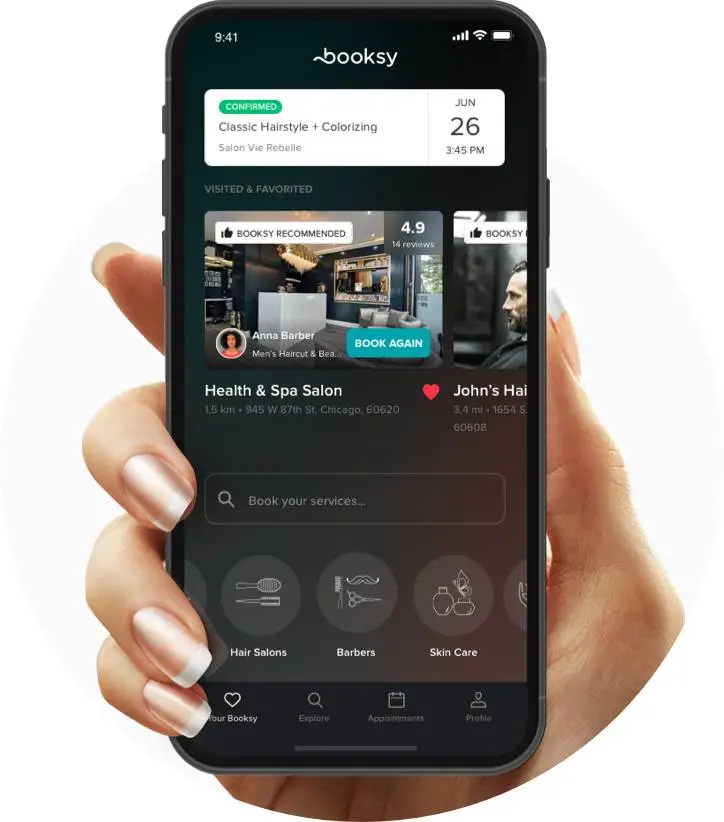 9:41
booksy
CONFIRMED
Classic Hairstyle + Colorizing
Salon Vie Rebelle
JUN
26
3:45 PM
VISITED & FAVORITED
BOOKSY RECOMMENDED
4.9
14 reviews
BOOKSY
Anna Barber
Men's Haircut & Bea...
BOOK AGAIN
Health & Spa Salon
1,5 km • 945 W 87th St, Chicago, 60620
John's Hai
3.4 mi • 1654 S
60608
Book your services...
Hair Salons
Barbers
Skin Care
Your Booksy
Explore
Appointments
Profile